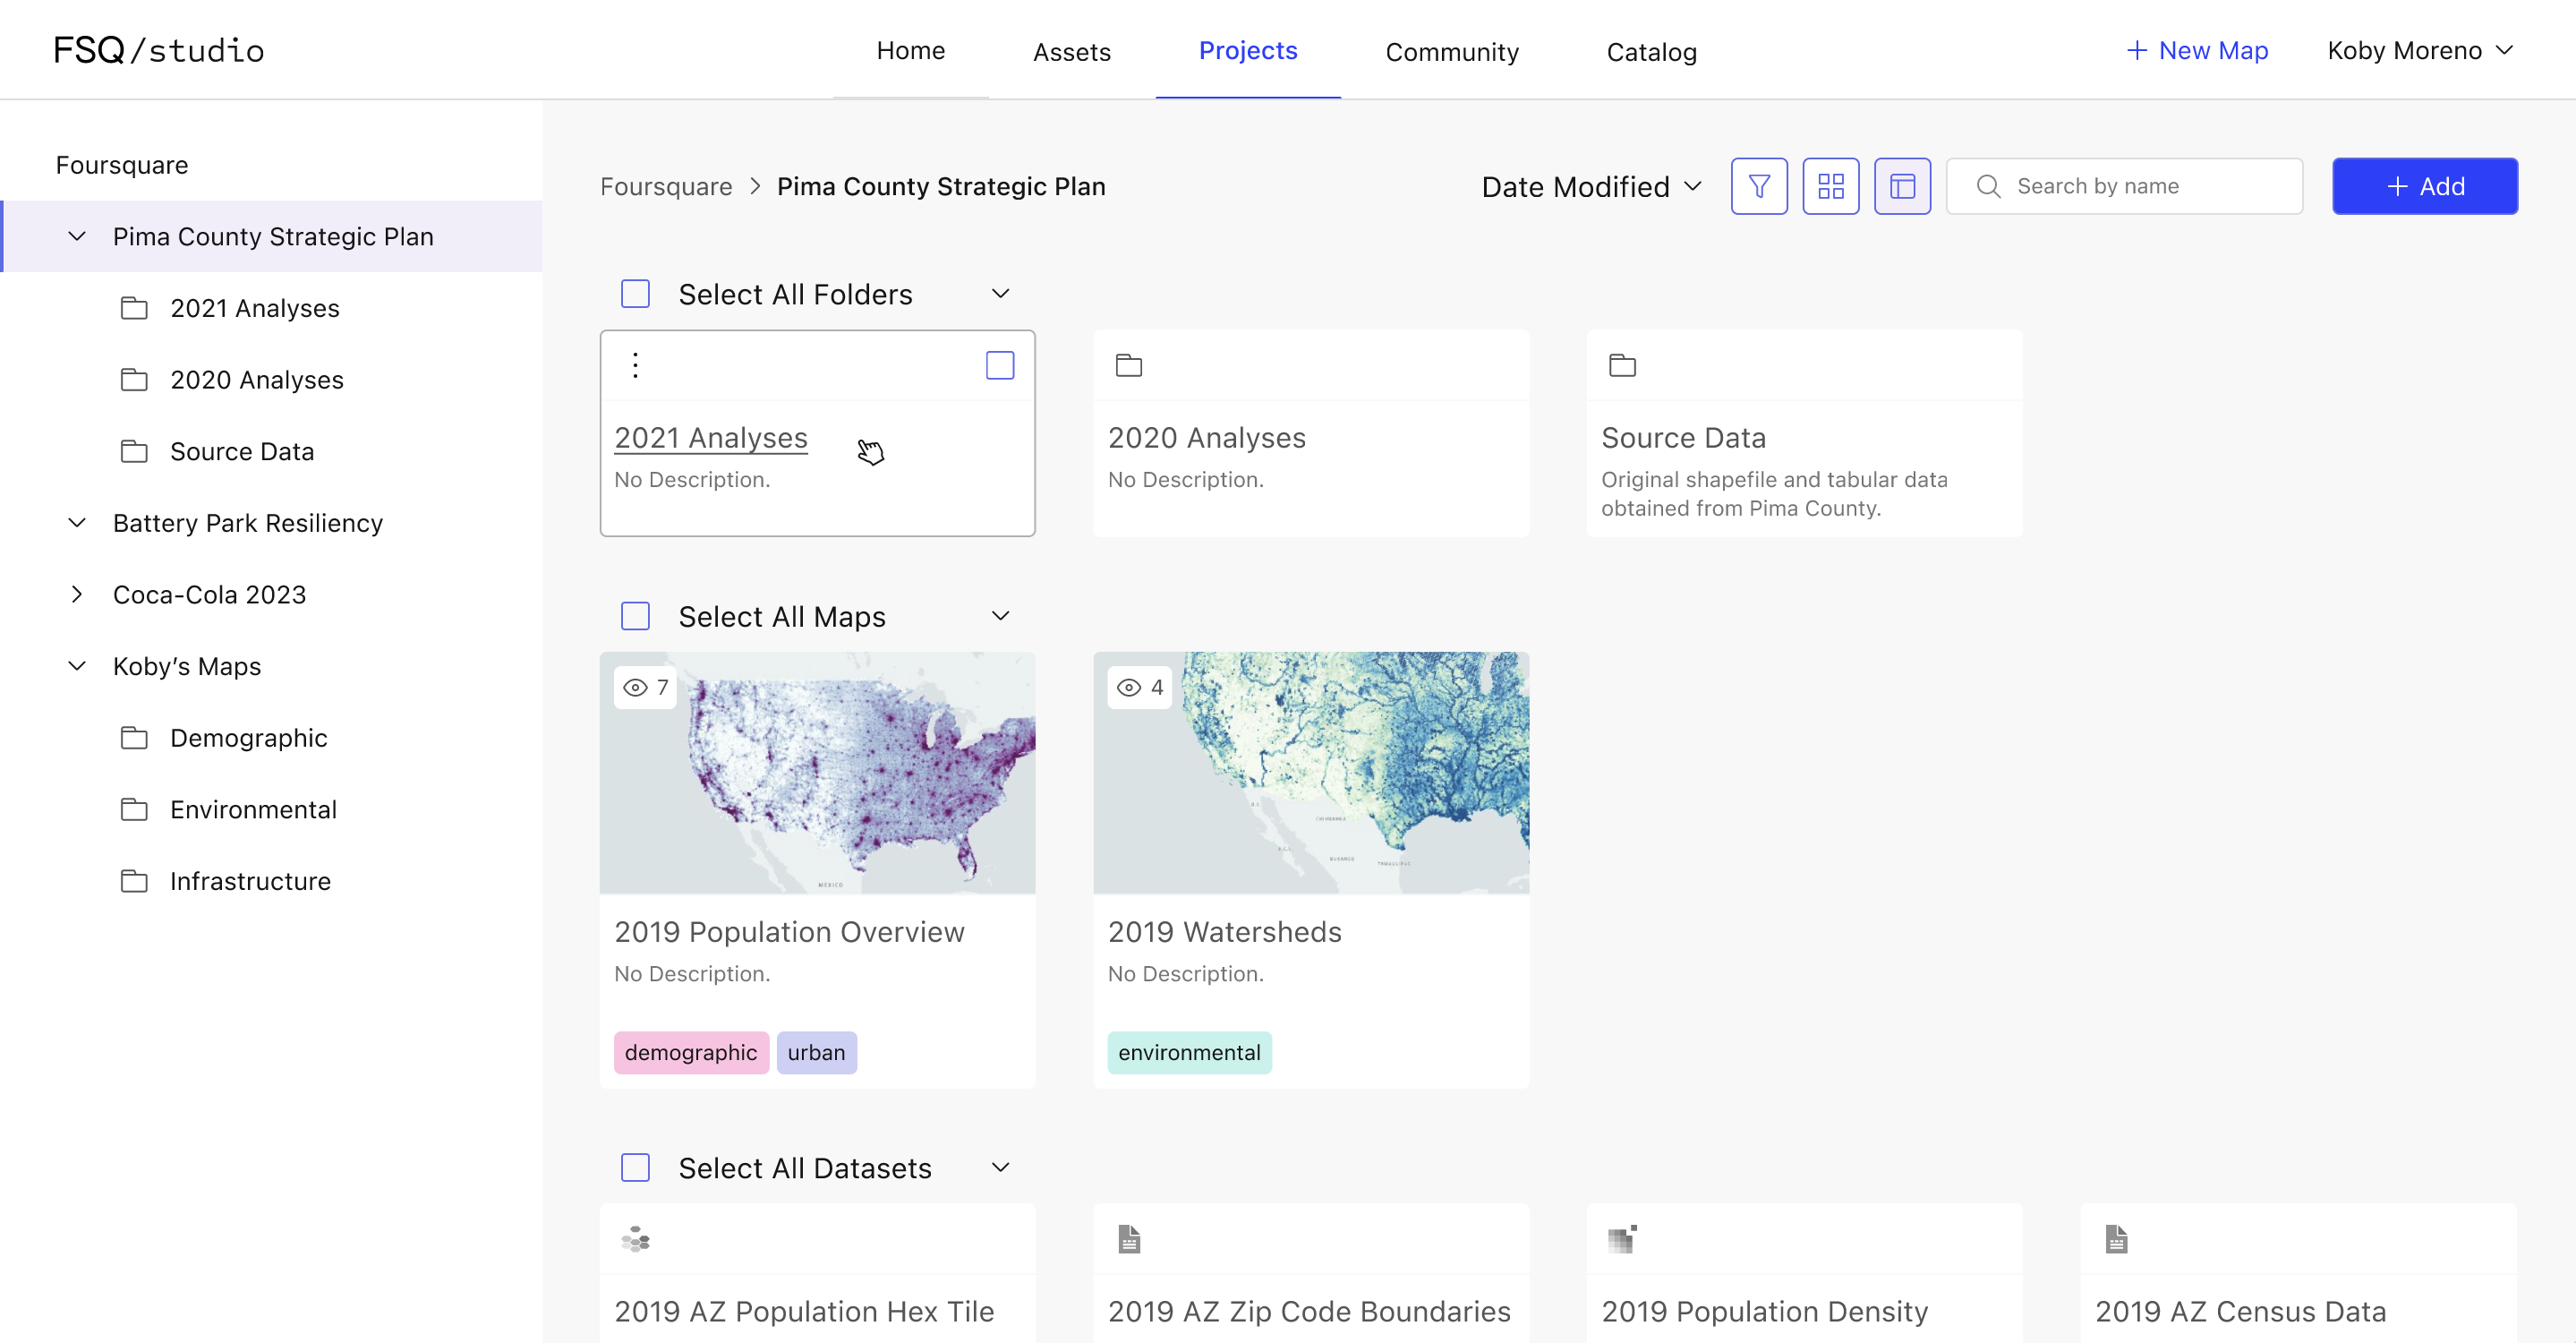 FSQ/studio
Home
Assets
Projects
Community
Catalog
+ New Map
Koby Moreno
Foursquare
Pima County Strategic Plan
2021 Analyses
2020 Analyses
Source Data
Battery Park Resiliency
Coca-Cola 2023
Koby’s Maps
Demographic
Environmental
Infrastructure
Foursquare > Pima County Strategic Plan
Date Modified
Search by name
+ Add
Select All Folders
2021 Analyses
No Description.
2020 Analyses
No Description.
Source Data
Original shapefile and tabular data
obtained from Pima County.
Select All Maps
7
MEXICO
2019 Population Overview
No Description.
demographic
urban
4
CHIHUAHUA
DURANGO
TAMAULIPAS
2019 Watersheds
No Description.
environmental
Select All Datasets
2019 AZ Population Hex Tile
2019 AZ Zip Code Boundaries
2019 Population Density
2019 AZ Census Data